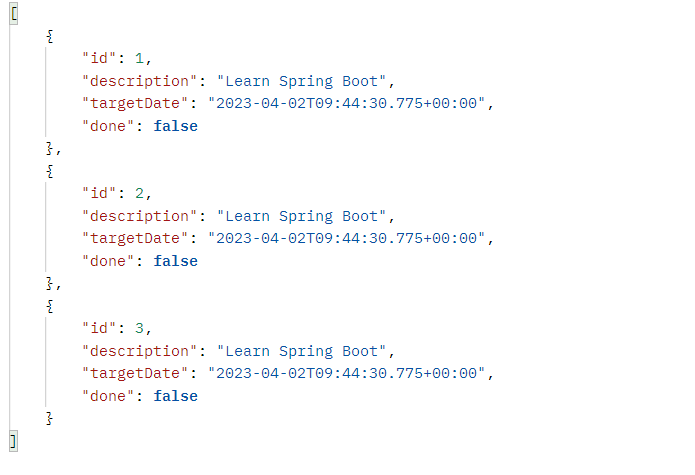 [
    {
        "id": 1,
        "description": "Learn Spring Boot",
        "targetDate": "2023-04-02T09:44:30.775+00:00",
        "done": false
    },
    {
        "id": 2,
        "description": "Learn Spring Boot",
        "targetDate": "2023-04-02T09:44:30.775+00:00",
        "done": false
    },
    {
        "id": 3,
        "description": "Learn Spring Boot",
        "targetDate": "2023-04-02T09:44:30.775+00:00",
        "done": false
    }
]